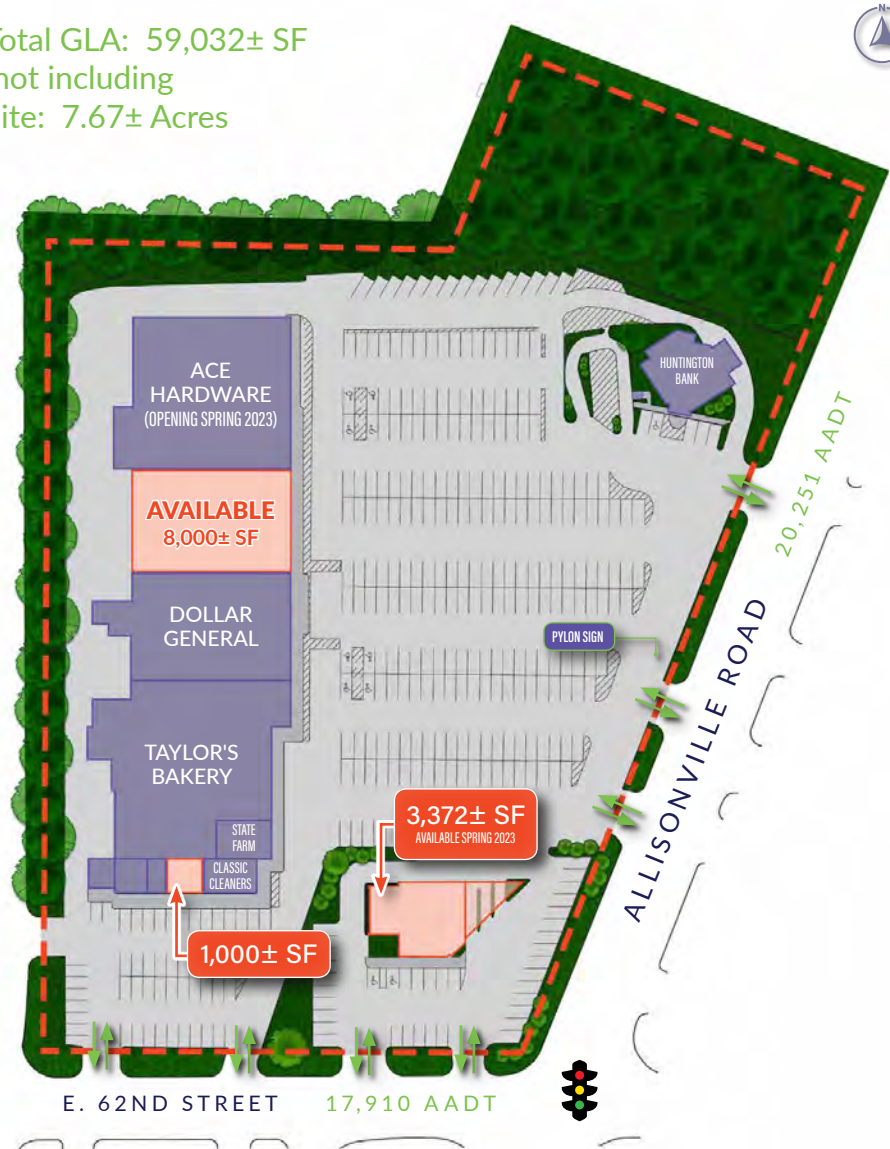 Total GLA: 59,032± SF
not including
ite: 7.67± Acres
N
ACE
HARDWARE
(OPENING SPRING 2023)
HUNTINGTON
BANK
AVAILABLE
8,000± SF
20,251 AADT
DOLLAR
GENERAL
PYLON SIGN
ALLISONVILLE ROAD
TAYLOR'S
BAKERY
STATE
FARM
3,372± SF
AVAILABLE SPRING 2023
CLASSIC
CLEANERS
1,000± SF
E. 62ND STREET
17,910 AADT